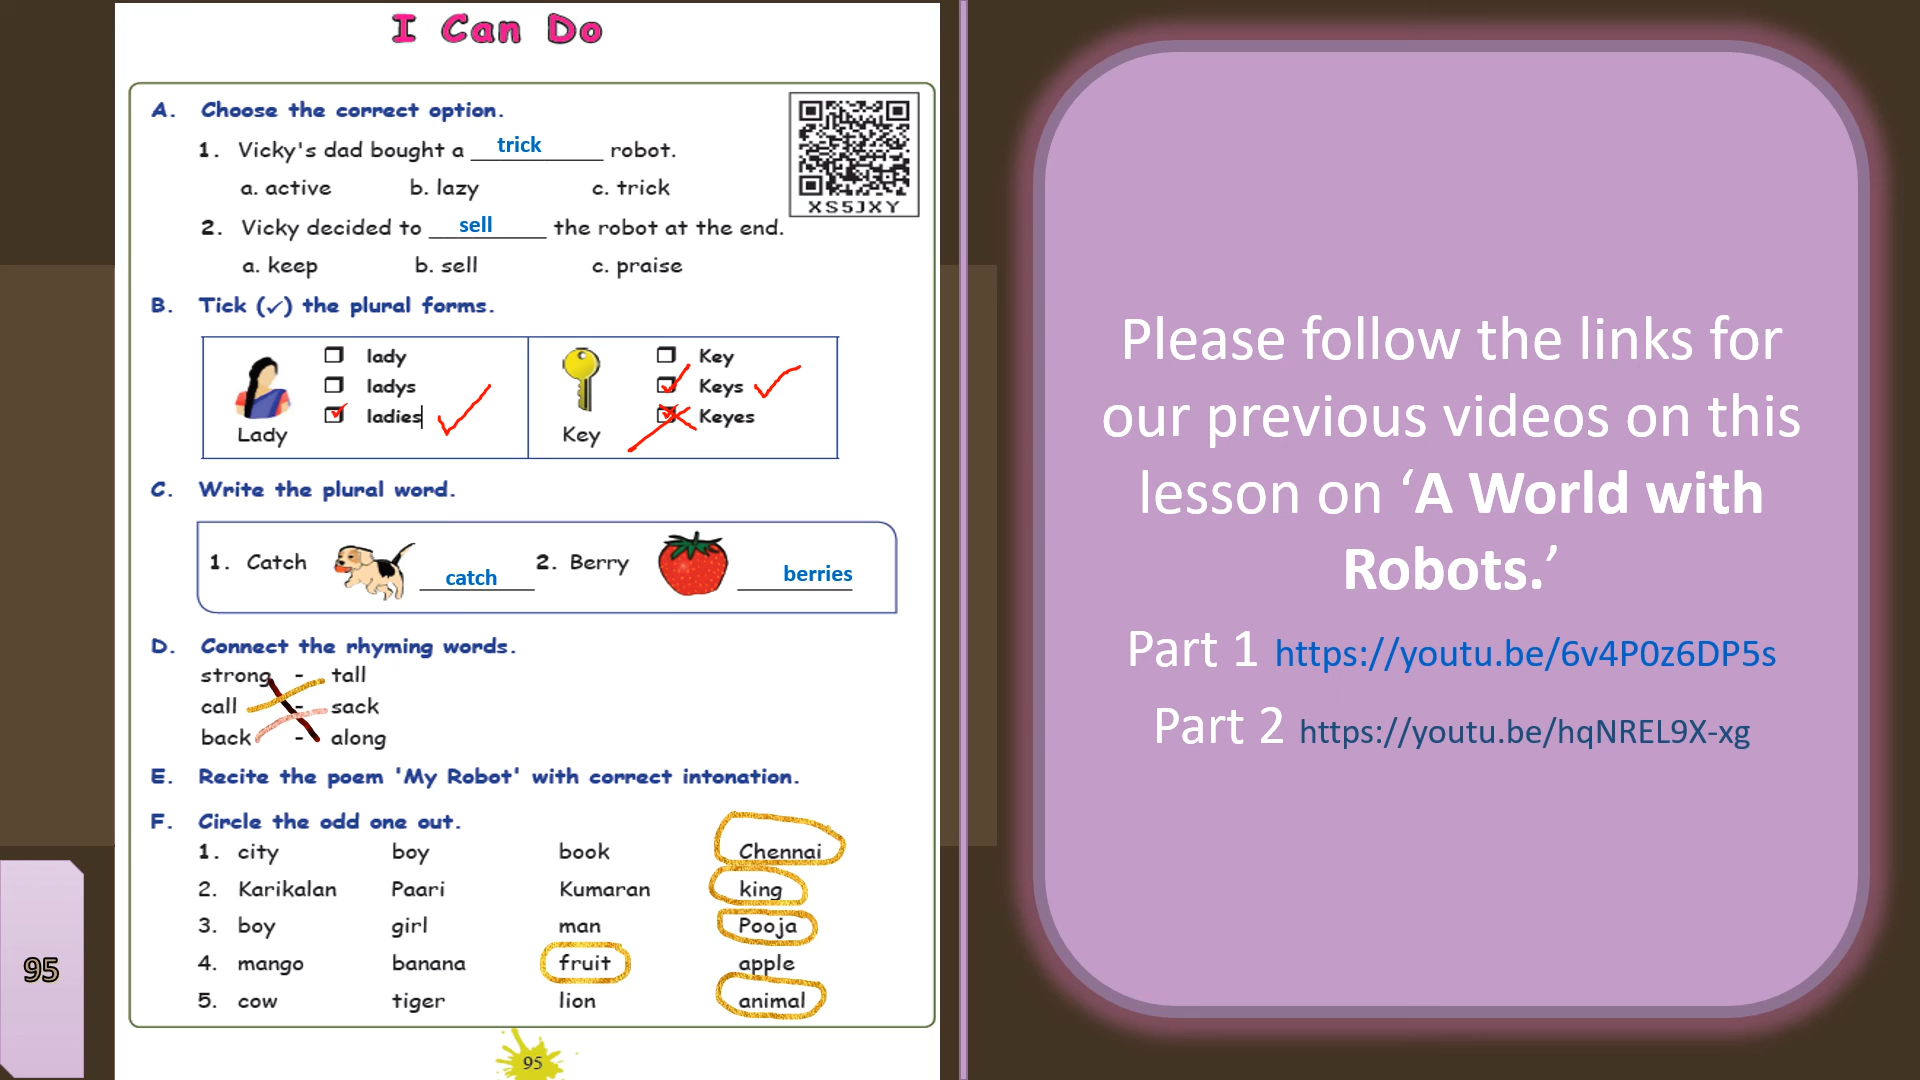 I Can Do
A. Choose the correct option.
1. Vicky's dad bought a trick robot.
a. active b. lazy c. trick
2. Vicky decided to sell the robot at the end.
a. keep b. sell c. praise
XS5JXY
B. Tick (✓) the plural forms.
lady
ladys
ladies
Lady
Key
Keys
Keyes
Key
C. Write the plural word.
1. Catch catch 2. Berry berries
D. Connect the rhyming words.
strong - tall
call - sack
back - along
E. Recite the poem 'My Robot' with correct intonation.
F. Circle the odd one out.
1. city boy book Chennai
2. Karikalan Paari Kumaran king
3. boy girl man Pooja
4. mango banana fruit apple
5. cow tiger lion animal
95
95
Please follow the links for
our previous videos on this
lesson on ‘A World with
Robots.’
Part 1 https://youtu.be/6v4P0z6DP5s
Part 2 https://youtu.be/hqNREL9X-xg